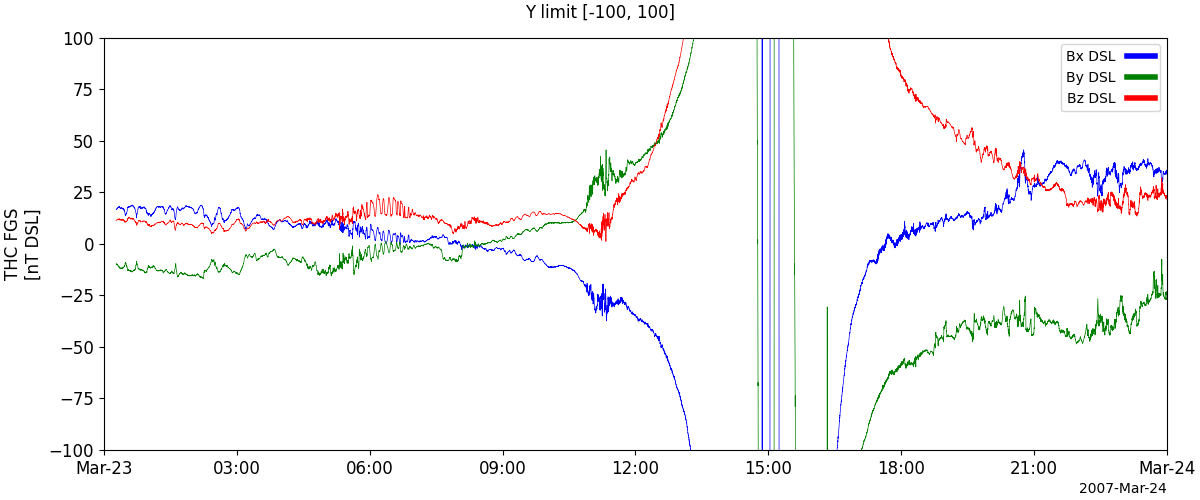 Y limit [-100, 100]
THC FGS
[nT DSL]
100
75
50
25
0
−25
−50
−75
−100
Bx DSL
By DSL
Bz DSL
Mar-23 03:00 06:00 09:00 12:00 15:00 18:00 21:00 Mar-24
2007-Mar-24